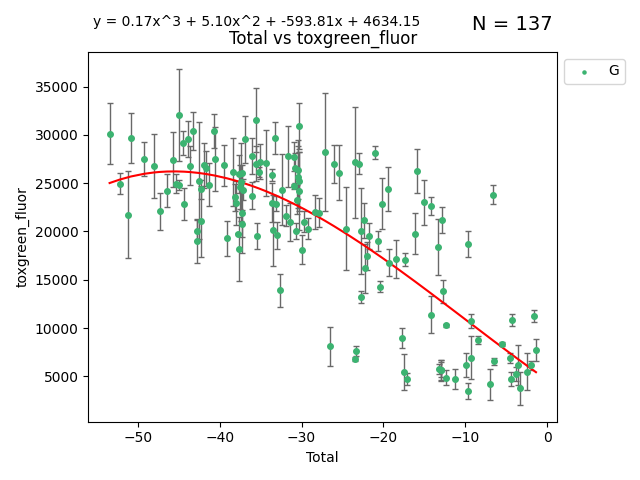 y = 0.17x^3 + 5.10x^2 + -593.81x + 4634.15
N = 137
Total vs toxgreen_fluor
G
toxgreen_fluor
35000
30000
25000
20000
15000
10000
5000
−50 −40 −30 −20 −10 0
Total